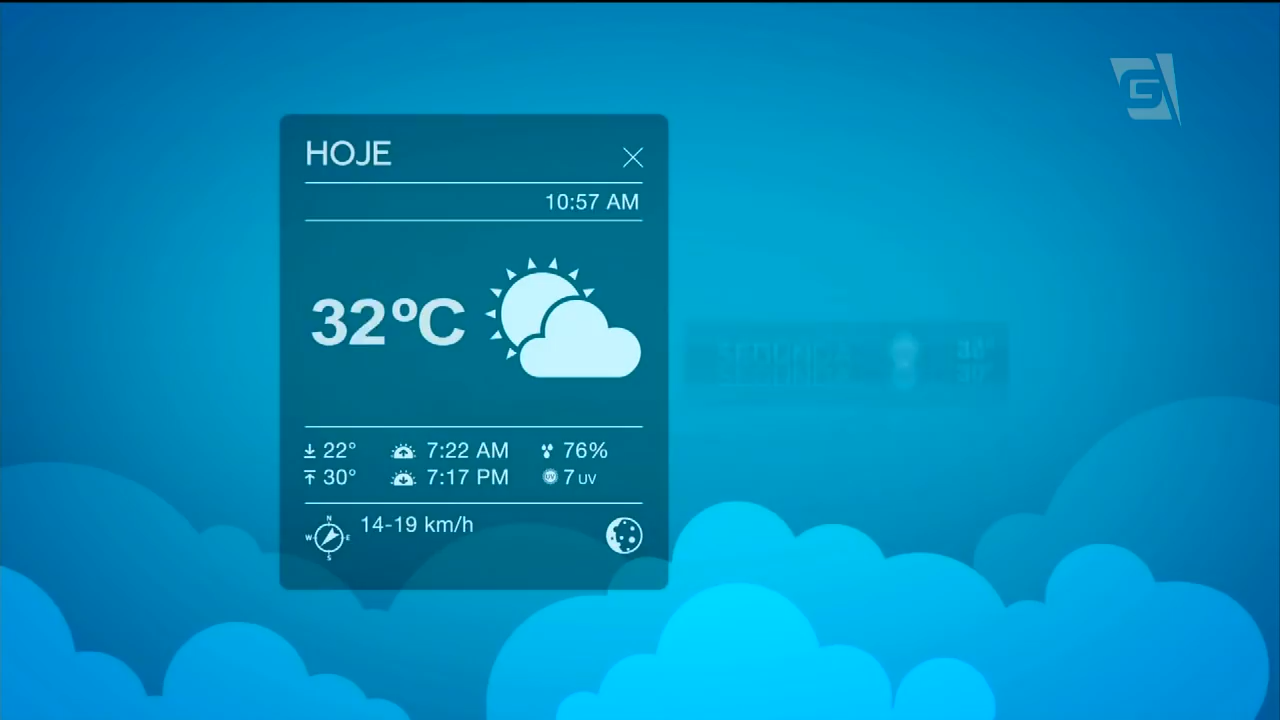 HOJE
10:57 AM
32ºC
22° 7:22 AM 76%
30° 7:17 PM UV 7 UV
14-19 km/h
N
W E
S